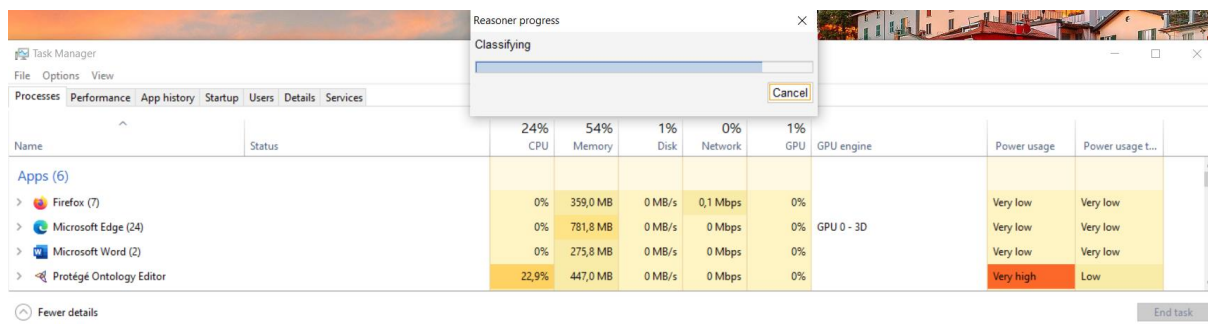 Reasoner progress
Classifying
Cancel
Task Manager
File Options View
Processes Performance App history Startup Users Details Services
24% 54% 1% 0% 1%
Name Status CPU Memory Disk Network GPU GPU engine Power usage Power usage t...
Apps (6)
Firefox (7) 0% 359,0 MB 0 MB/s 0,1 Mbps 0% Very low Very low
Microsoft Edge (24) 0% 781,8 MB 0 MB/s 0 Mbps 0% GPU 0 - 3D Very low Very low
Microsoft Word (2) 0% 275,8 MB 0 MB/s 0 Mbps 0% Very low Very low
Protégé Ontology Editor 22,9% 447,0 MB 0 MB/s 0 Mbps 0% Very high Low
Fewer details End task